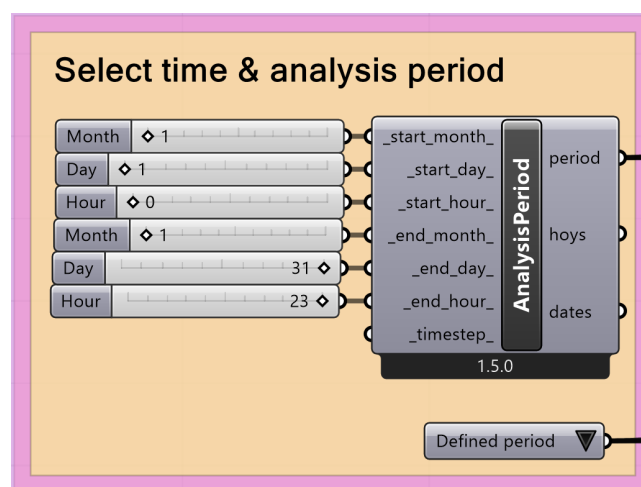 Select time & analysis period
Month 1
Day 1
Hour 0
Month 1
Day 31
Hour 23
_start_month_
_start_day_
_start_hour_
_end_month_
_end_day_
_end_hour_
_timestep_
AnalysisPeriod
period
hoys
dates
1.5.0
Defined period